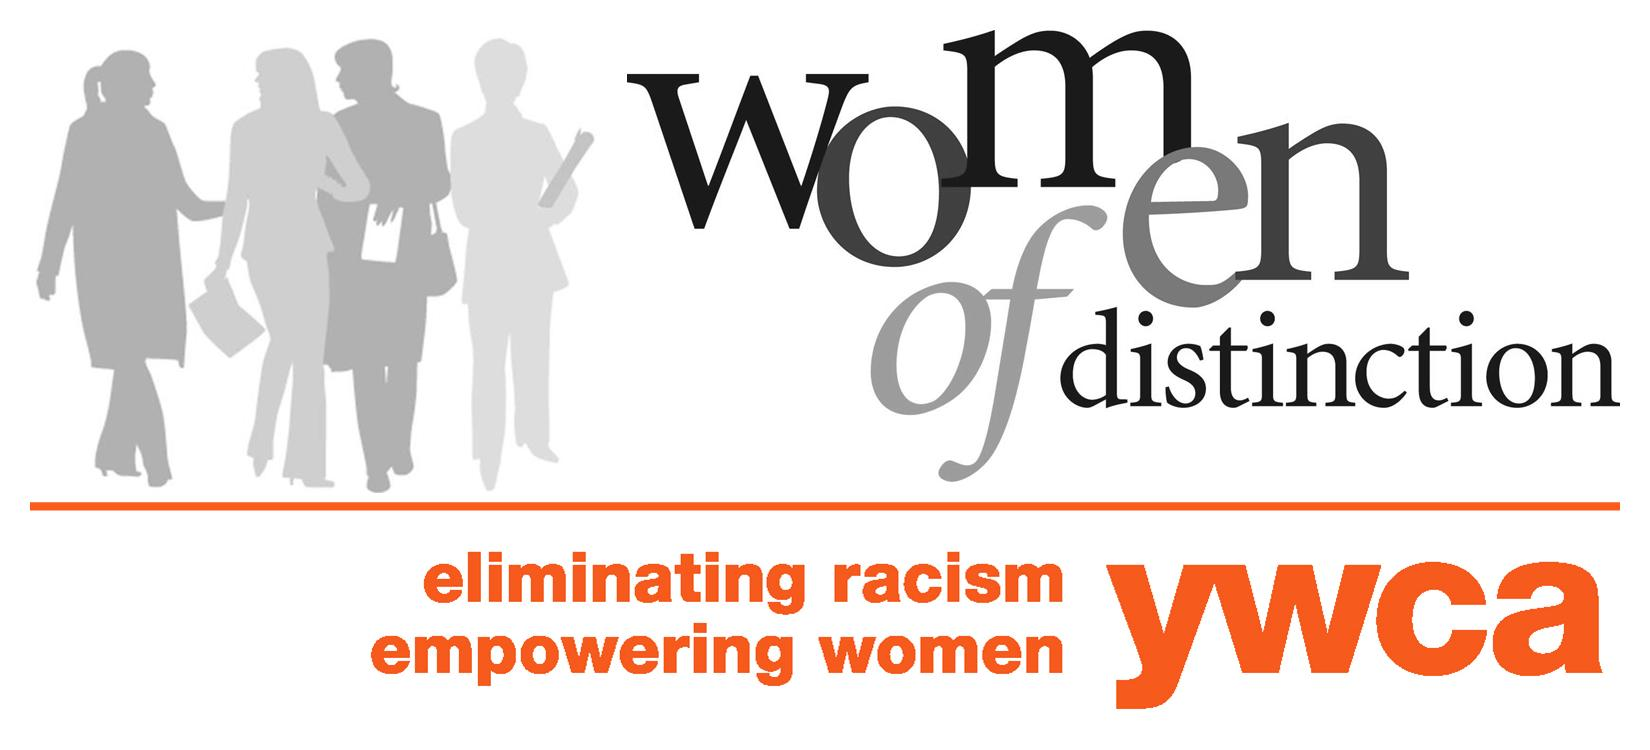 women
of
distinction
eliminating racism
empowering women
ywca